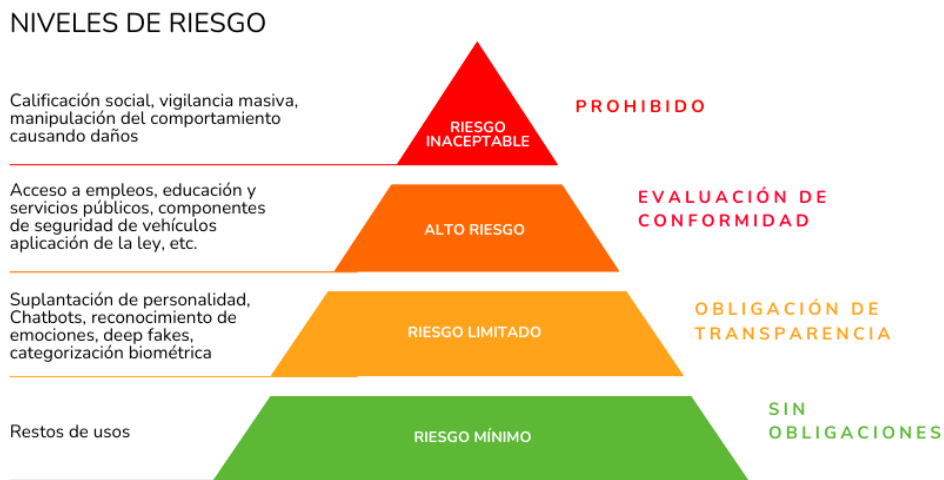 NIVELES DE RIESGO
Calificación social, vigilancia masiva,
manipulación del comportamiento
causando daños
RIESGO
INACEPTABLE
PROHIBIDO
Acceso a empleos, educación y
servicios públicos, componentes
de seguridad de vehículos
aplicación de la ley, etc.
ALTO RIESGO
EVALUACIÓN DE
CONFORMIDAD
Suplantación de personalidad,
Chatbots, reconocimiento de
emociones, deep fakes,
categorización biométrica
RIESGO LIMITADO
OBLIGACIÓN DE
TRANSPARENCIA
Restos de usos
RIESGO MÍNIMO
SIN
OBLIGACIONES